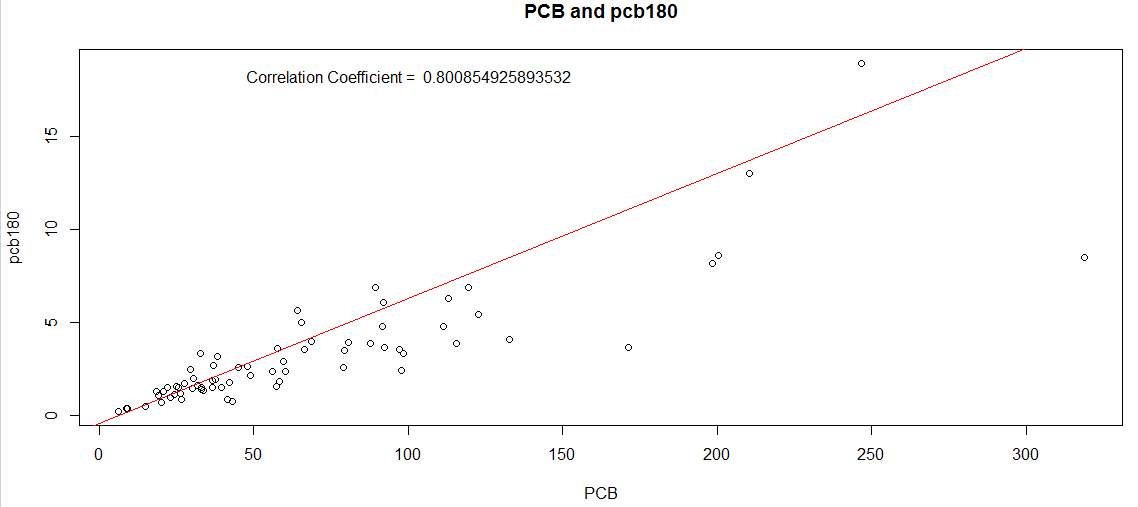 PCB and pcb180
Correlation Coefficient = 0.800854925893532
pcb180
15
10
5
0
0 50 100 150 200 250 300
PCB